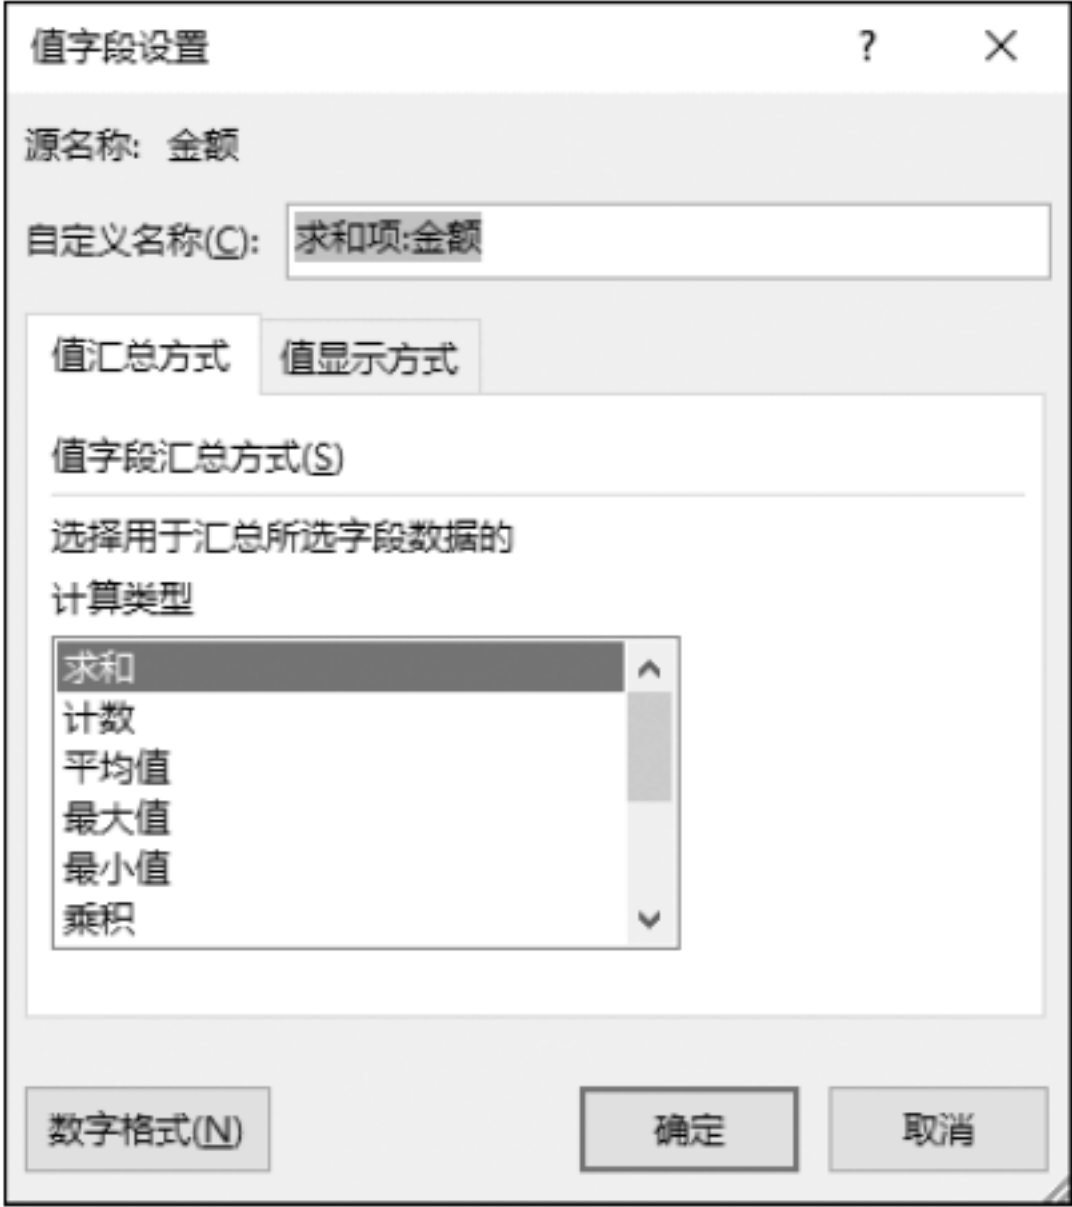 值字段设置 ?
源名称: 金额
自定义名称(C): 求和项:金额
值汇总方式 值显示方式
值字段汇总方式(S)
选择用于汇总所选字段数据的
计算类型
求和
计数
平均值
最大值
最小值
乘积
数字格式(N) 确定 取消